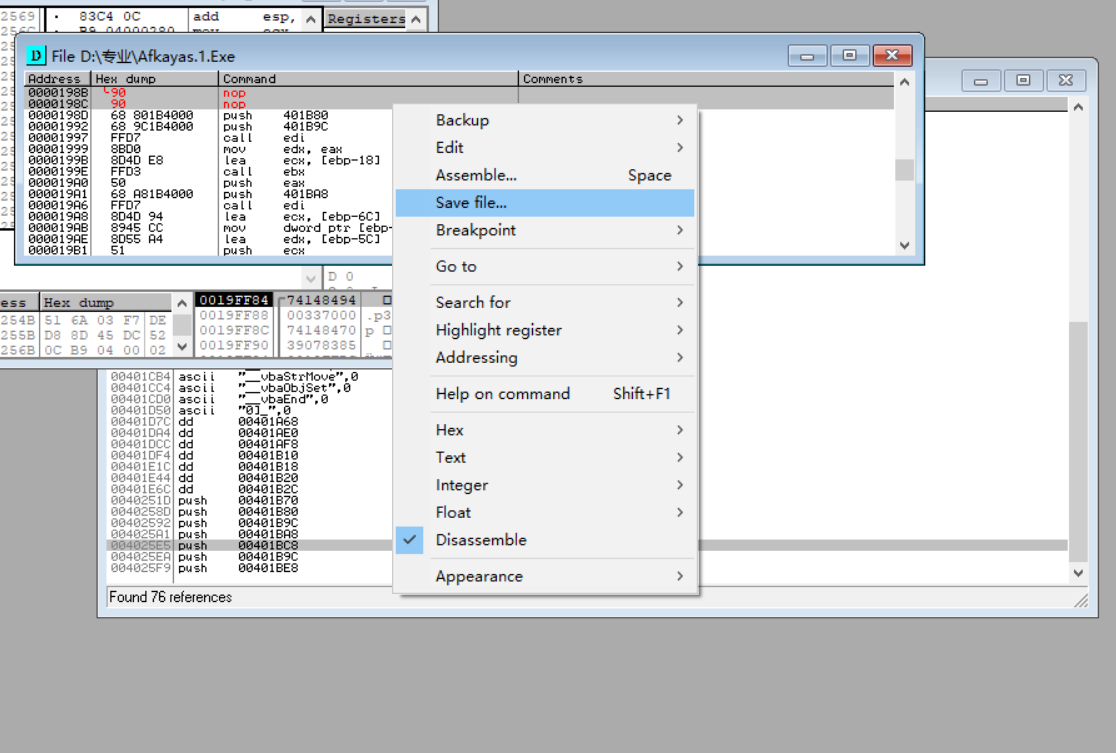 2569 · 83C4 0C add esp,
Registers
D File D:\专业\Afkayas.1.Exe
Address Hex dump Command Comments
0000198B 90 nop
0000198C 90 nop
0000198D 68 801B4000 push 401B80
00001992 68 9C1B4000 push 401B9C
00001997 FFD7 call edi
00001999 8BD0 mov edx, eax
0000199B 8D4D E8 lea ecx, [ebp-18]
0000199E FFD3 call ebx
000019A0 50 push eax
000019A1 68 A81B4000 push 401BA8
000019A6 FFD7 call edi
000019A8 8D4D 94 lea ecx, [ebp-6C]
000019AB 8945 CC mov dword ptr [ebp-
000019AE 8D55 A4 lea edx, [ebp-5C]
000019B1 51 push ecx
Backup
Edit
Assemble... Space
Save file...
Breakpoint
Go to
Search for
Highlight register
Addressing
Help on command Shift+F1
Hex
Text
Integer
Float
Disassemble
Appearance
D 0
ess Hex dump
254B 51 6A 03 F7 DE
255B D8 8D 45 DC 52
256B 0C B9 04 00 02
0019FF84 74148494
0019FF88 00337000 .p3
0019FF8C 74148470 p
0019FF90 39078385
00401CB4 ascii "__vbaStrMove",0
00401CC4 ascii "__vbaObjSet",0
00401CD0 ascii "__vbaEnd",0
00401D50 ascii "0]_",0
00401D7C dd 00401A68
00401DA4 dd 00401AE0
00401DCC dd 00401AF8
00401DF4 dd 00401B10
00401E1C dd 00401B18
00401E44 dd 00401B20
00401E6C dd 00401B2C
0040251D push 00401B70
0040258D push 00401B80
00402592 push 00401B9C
004025A1 push 00401BA8
004025E5 push 00401BC8
004025EA push 00401B9C
004025F9 push 00401BE8
Found 76 references